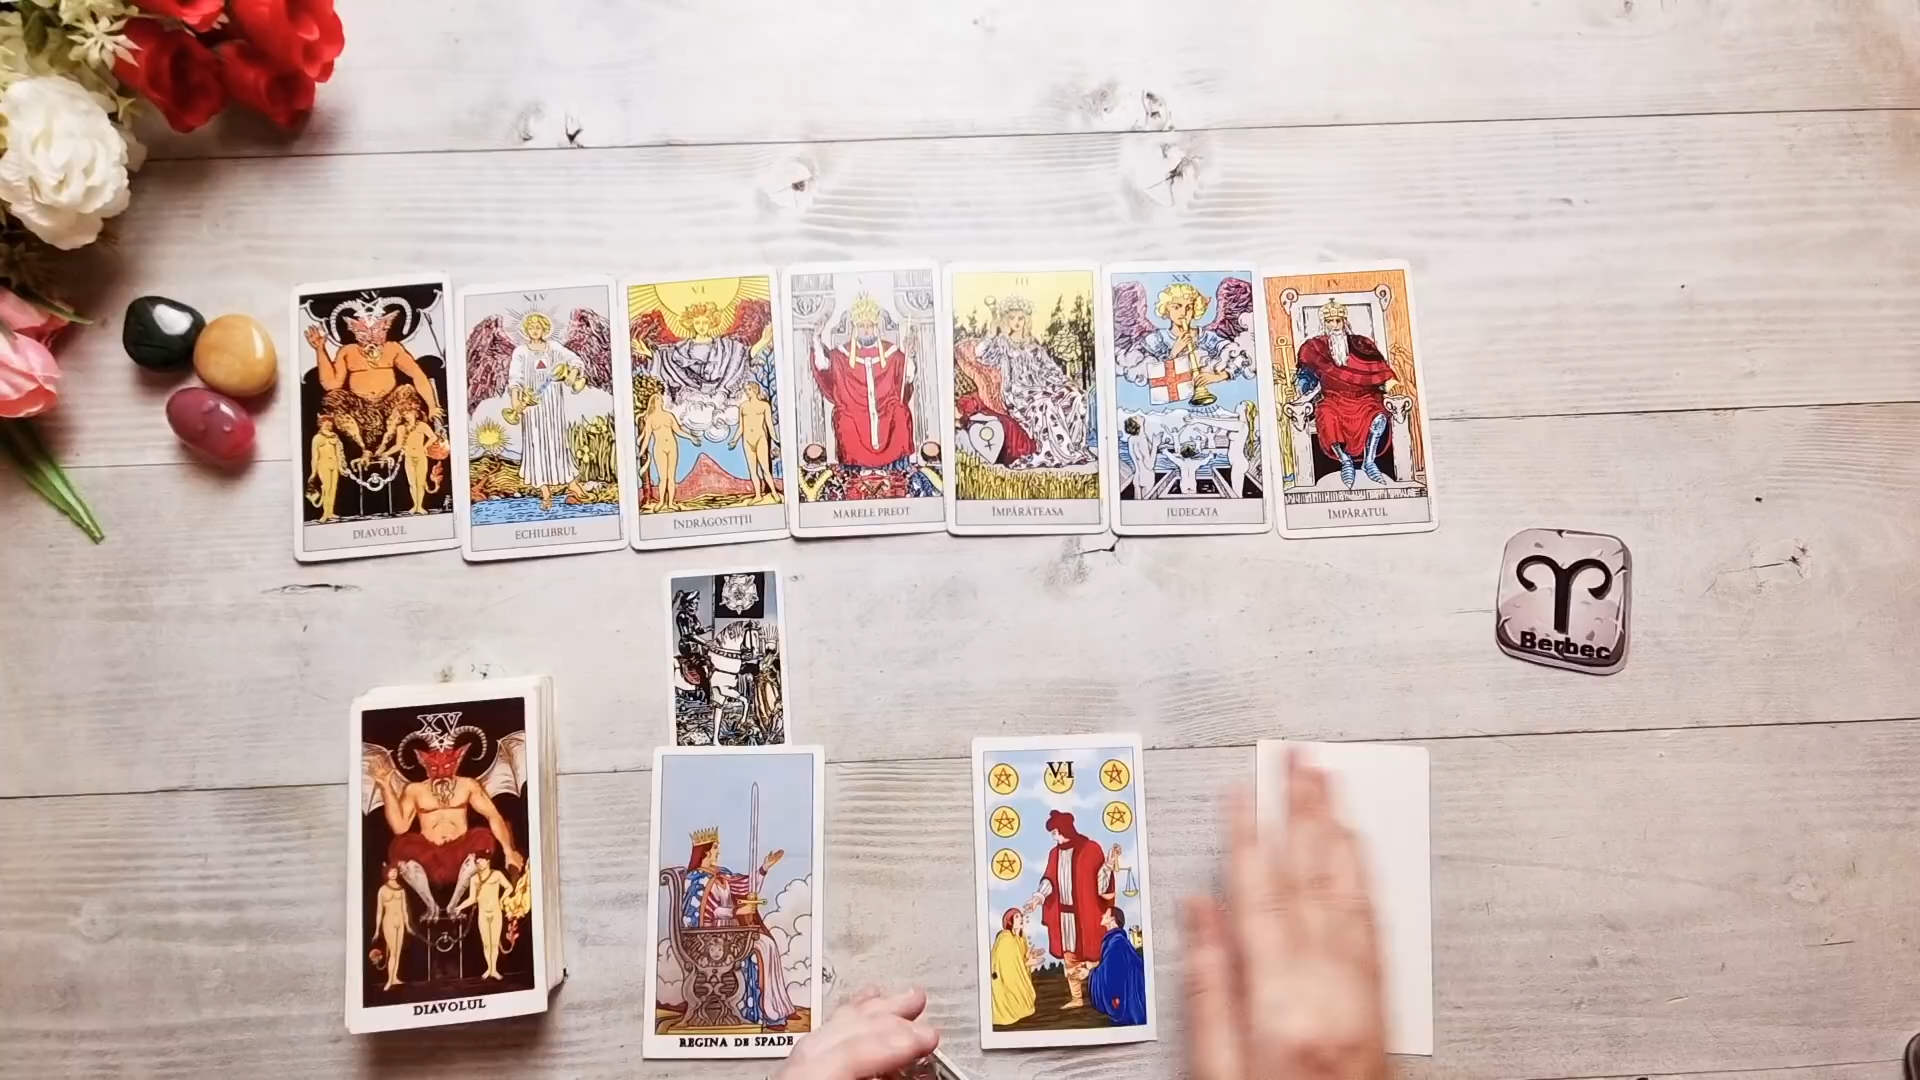 XIV
VI
III
XX
IV
DIAVOLUL
ECHILIBRUL
ÎNDRĂGOSTIȚII
MARELE PREOT
ÎMPĂRĂTEASA
JUDECATA
ÎMPĂRATUL
Berbec
XV
VI
DIAVOLUL
REGINA DE SPADE